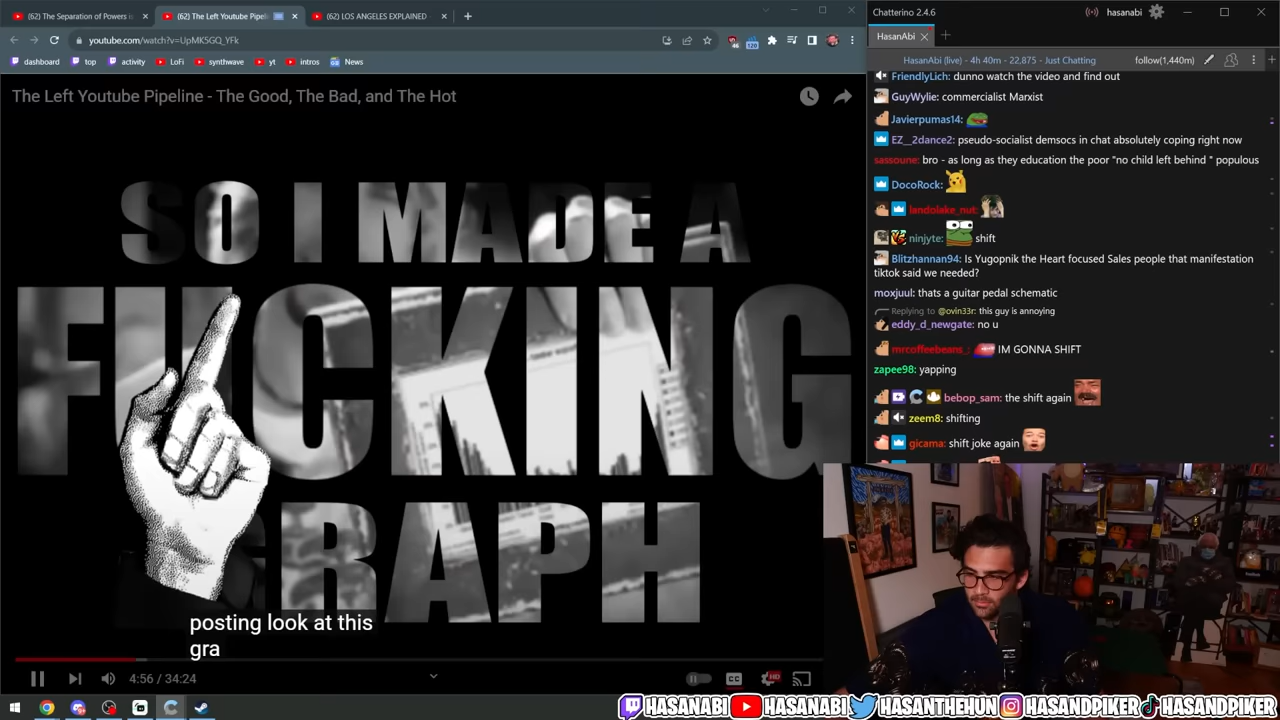 (62) The Separation of Powers i
(62) The Left Youtube Pipeli
(62) LOS ANGELES EXPLAINED
youtube.com/watch?v=UpMK5GQ_YFk
46
120
dashboard
top
activity
LoFi
synthwave
yt
intros
News
The Left Youtube Pipeline - The Good, The Bad, and The Hot
SO I MADE A
FUCKING
GRAPH
posting look at this
gra
4:56 / 34:24
CC
HD
Chatterino 2.4.6
hasanabi
HasanAbi
HasanAbi (live) - 4h 40m - 22,875 - Just Chatting
follow(1,440m)
FriendlyLich: dunno watch the video and find out
GuyWylie: commercialist Marxist
Javierpumas14:
EZ__2dance2: pseudo-socialist demsocs in chat absolutely coping right now
sassoune: bro - as long as they education the poor "no child left behind " populous
DocoRock:
landolake_nut:
ninjyte: shift
Blitzhannan94: Is Yugopnik the Heart focused Sales people that manifestation
tiktok said we needed?
moxjuul: thats a guitar pedal schematic
Replying to @ovin33r: this guy is annoying
eddy_d_newgate: no u
mrcoffeebeans_: IM GONNA SHIFT
zapee98: yapping
bebop_sam: the shift again
zeem8: shifting
gicama: shift joke again
HASANABI
HASANABI
HASANTHEHUN
HASANDPIKER
HASANDPIKER